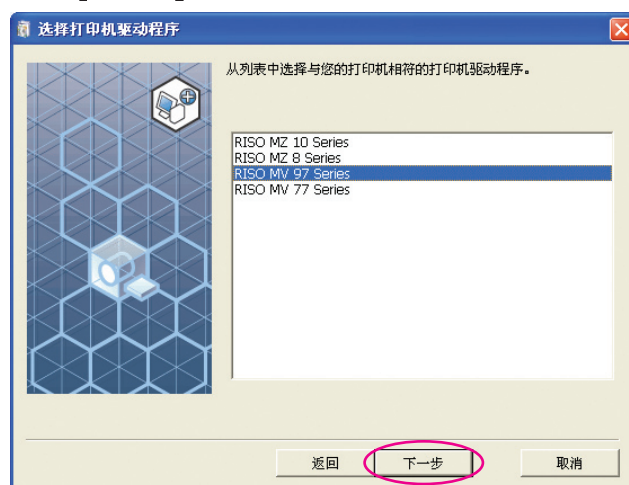 选择打印机驱动程序
从列表中选择与您的打印机相符的打印机驱动程序。
RISO MZ 10 Series
RISO MZ 8 Series
RISO MV 97 Series
RISO MV 77 Series
返回 下一步 取消